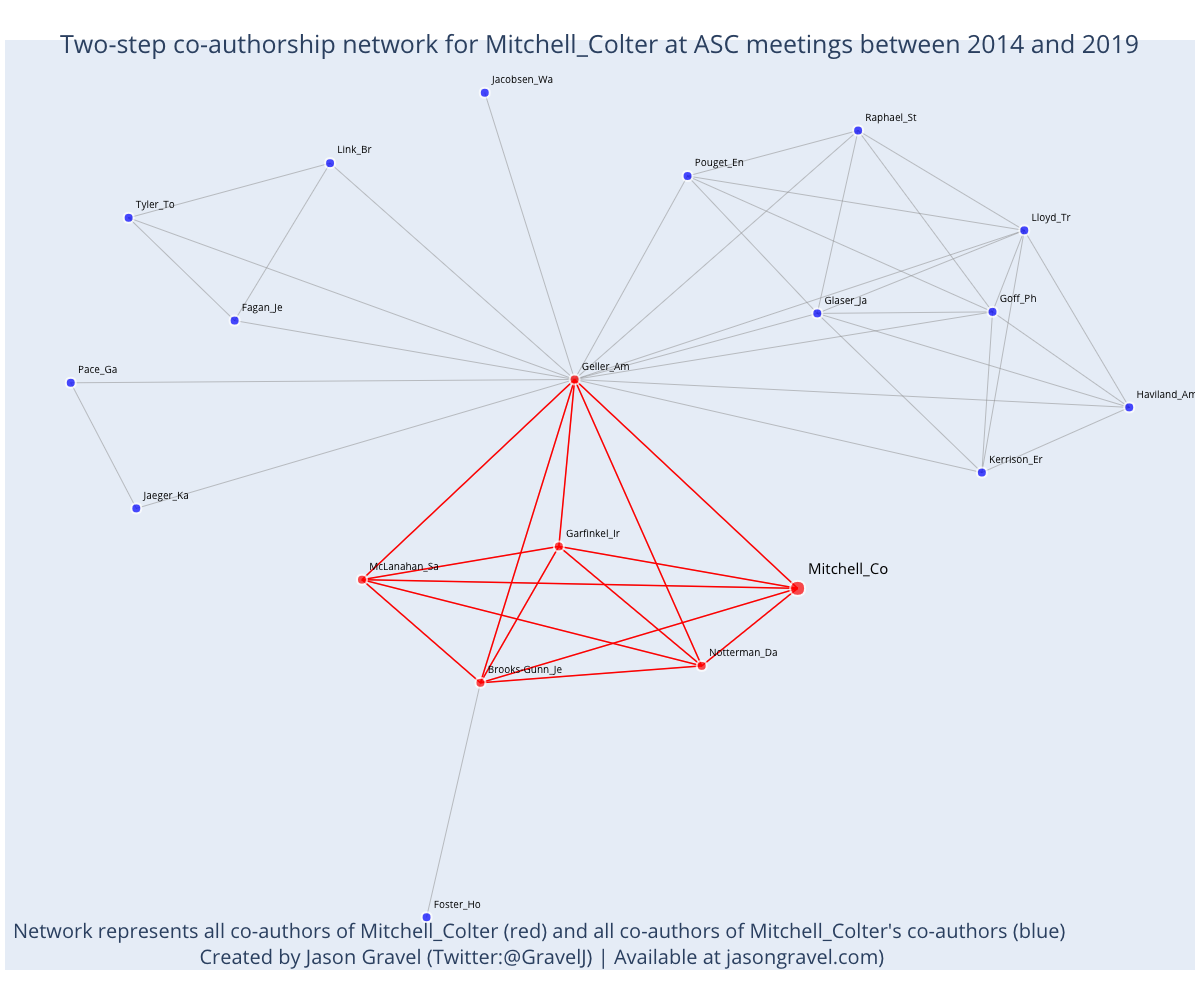 Two-step co-authorship network for Mitchell_Colter at ASC meetings between 2014 and 2019
Jacobsen_Wa
Raphael_St
Link_Br
Pouget_En
Tyler_To
Lloyd_Tr
Goff_Ph
Glaser_Ja
Fagan_Je
Geller_Am
Pace_Ga
Haviland_Am
Kerrison_Er
Jaeger_Ka
Garfinkel_Ir
McLanahan_Sa
Mitchell_Co
Notterman_Da
Brooks-Gunn_Je
Foster_Ho
Network represents all co-authors of Mitchell_Colter (red) and all co-authors of Mitchell_Colter's co-authors (blue)
Created by Jason Gravel (Twitter:@GravelJ) | Available at jasongravel.com)